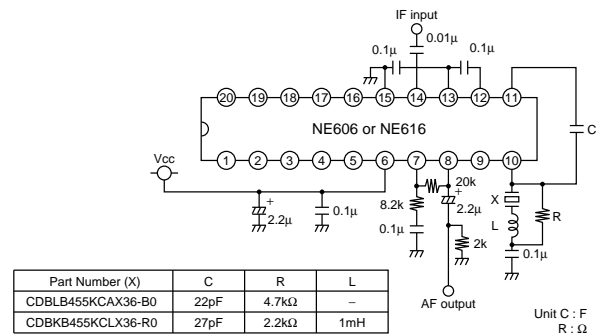 IF input
0.01μ
0.1μ
0.1μ
20 19 18 17 16 15 14 13 12 11
NE606 or NE616
C
1 2 3 4 5 6 7 8 9 10
Vcc
20k
+
2.2μ
0.1μ
8.2k
+
2.2μ
X
L
R
0.1μ
2k
0.1μ
AF output
Part Number (X) C R L
CDBLB455KCAX36-B0 22pF 4.7kΩ –
CDBKB455KCLX36-R0 27pF 2.2kΩ 1mH
Unit C : F
R : Ω